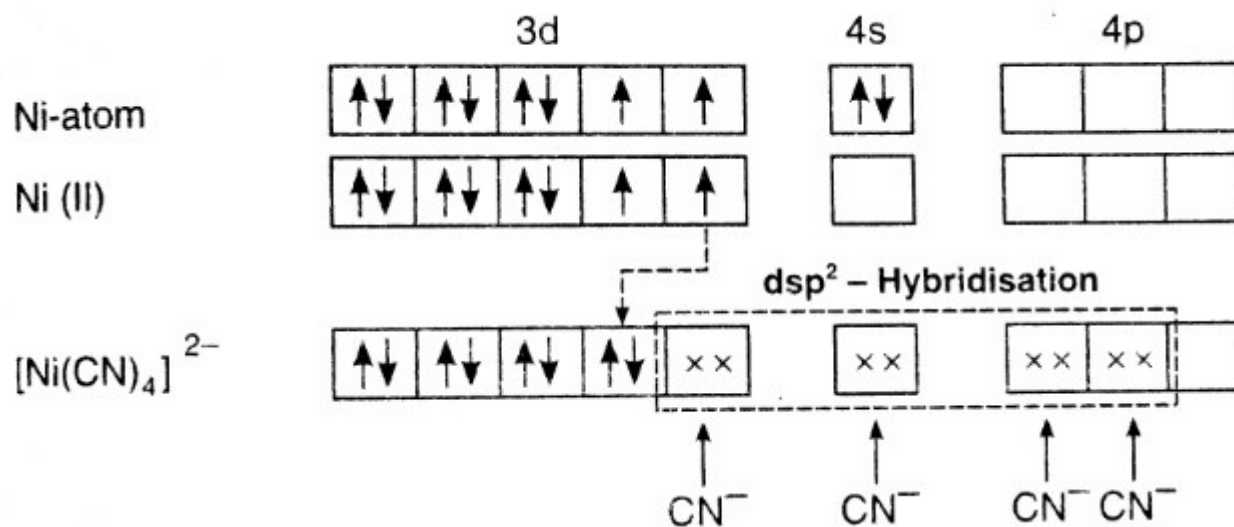 3d 4s 4p
Ni-atom
Ni (II)
dsp² – Hybridisation
[Ni(CN)₄]²⁻
×× ×× ×× ××
CN⁻ CN⁻ CN⁻ CN⁻